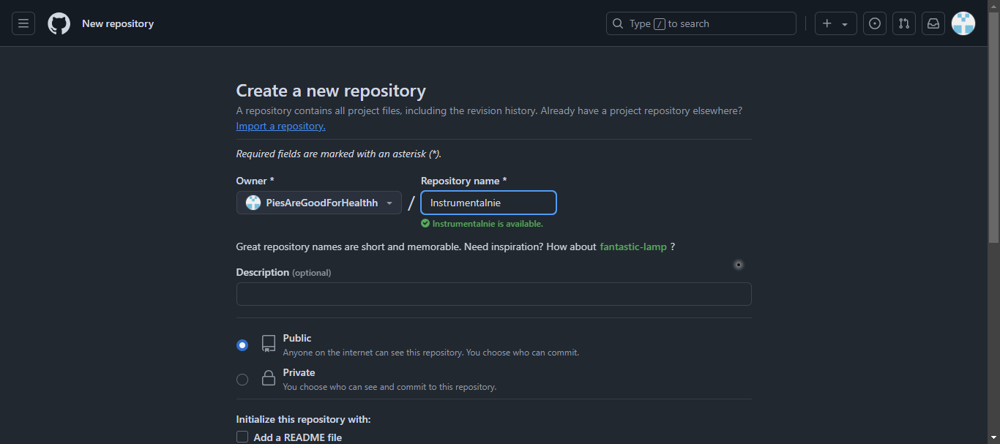 New repository
Type / to search
Create a new repository
A repository contains all project files, including the revision history. Already have a project repository elsewhere?
Import a repository.
Required fields are marked with an asterisk (*).
Owner * Repository name *
PiesAreGoodForHealthh / Instrumentalnie
Instrumentalnie is available.
Great repository names are short and memorable. Need inspiration? How about fantastic-lamp ?
Description (optional)
Public
Anyone on the internet can see this repository. You choose who can commit.
Private
You choose who can see and commit to this repository.
Initialize this repository with:
Add a README file